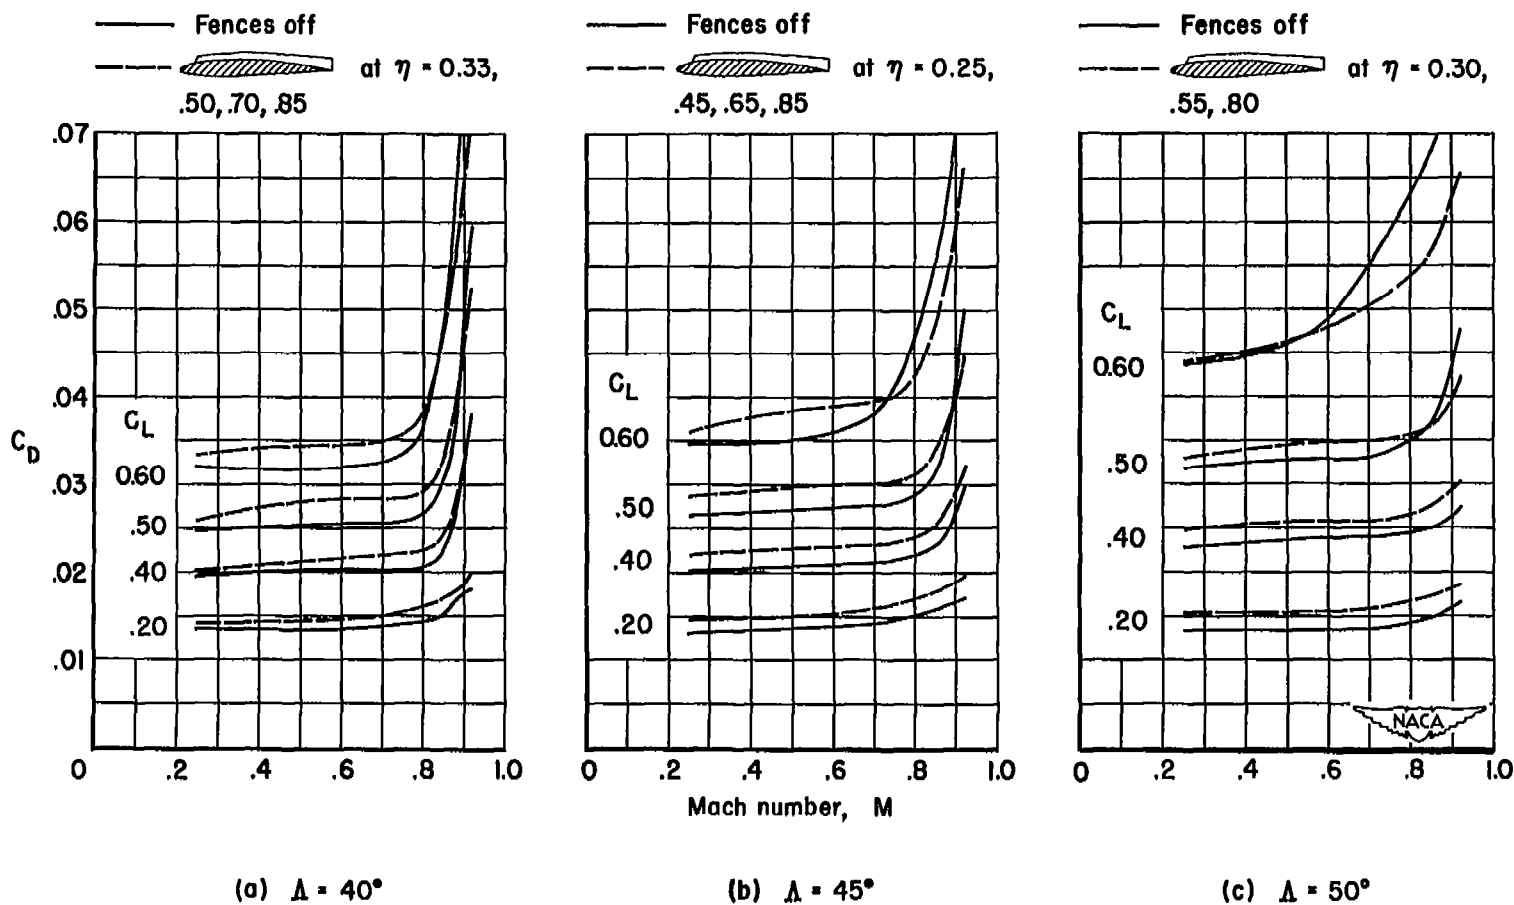 Fences off
at η = 0.33,
.50, .70, .85
Fences off
at η = 0.25,
.45, .65, .85
Fences off
at η = 0.30,
.55, .80
.07
.06
.05
.04
.03
.02
.01
0
C_D
C_L
0.60
.50
.40
.20
C_L
0.60
.50
.40
.20
C_L
0.60
.50
.40
.20
NACA
0 .2 .4 .6 .8 1.0
0 .2 .4 .6 .8 1.0
0 .2 .4 .6 .8 1.0
Mach number, M
(a) Λ = 40°
(b) Λ = 45°
(c) Λ = 50°